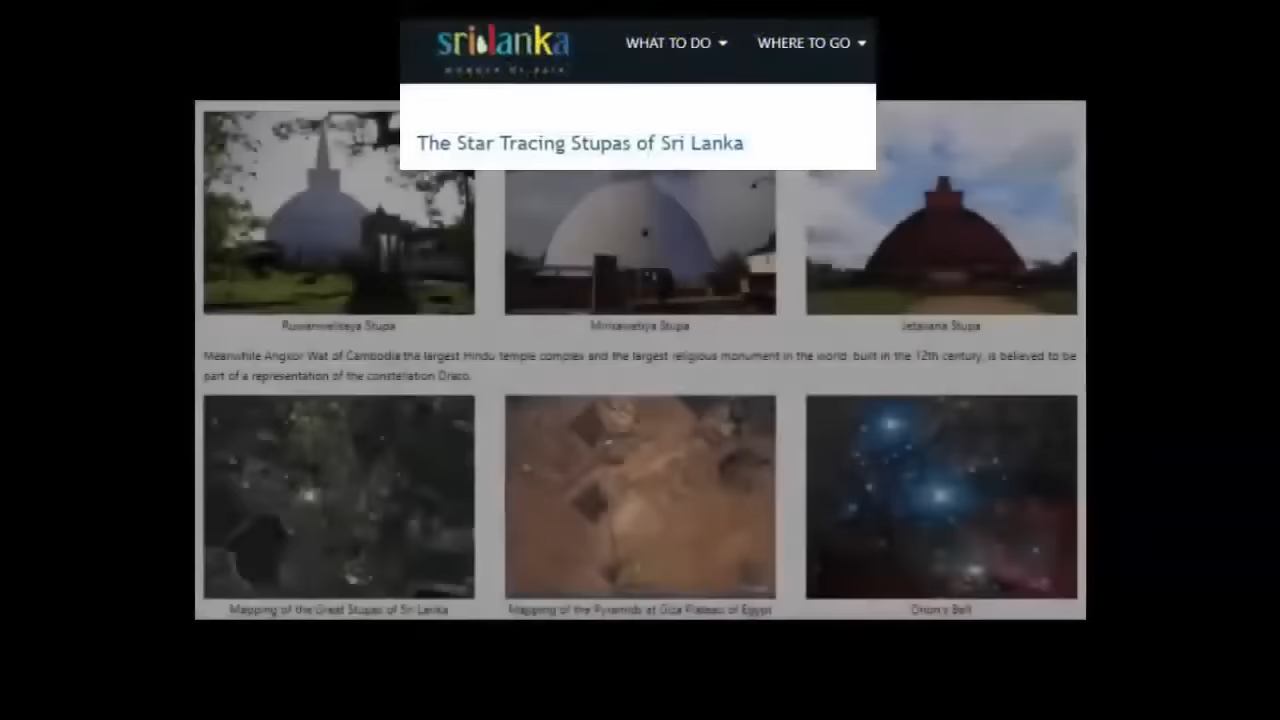 srilanka
WHAT TO DO
WHERE TO GO
The Star Tracing Stupas of Sri Lanka
Ruwanweliseya Stupa
Mirisawetiya Stupa
Jetavana Stupa
Meanwhile Angkor Wat of Cambodia the largest Hindu temple complex and the largest religious monument in the world, built in the 12th century, is believed to be
part of a representation of the constellation Draco.
Mapping of the Great Stupas of Sri Lanka
Mapping of the Pyramids at Giza Plateau of Egypt
Orion's Belt